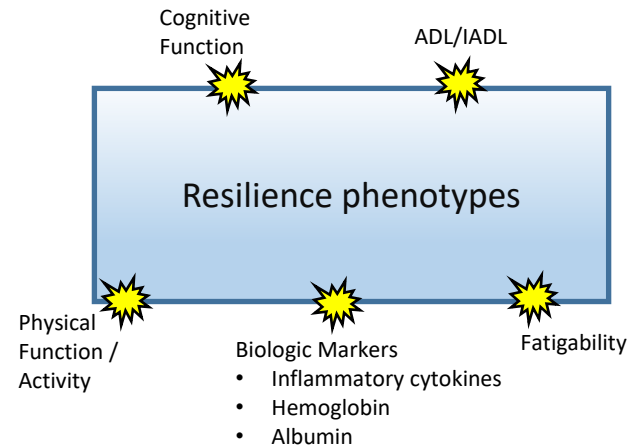 Cognitive
Function
ADL/IADL
Resilience phenotypes
Physical
Function /
Activity
Biologic Markers
• Inflammatory cytokines
• Hemoglobin
• Albumin
Fatigability